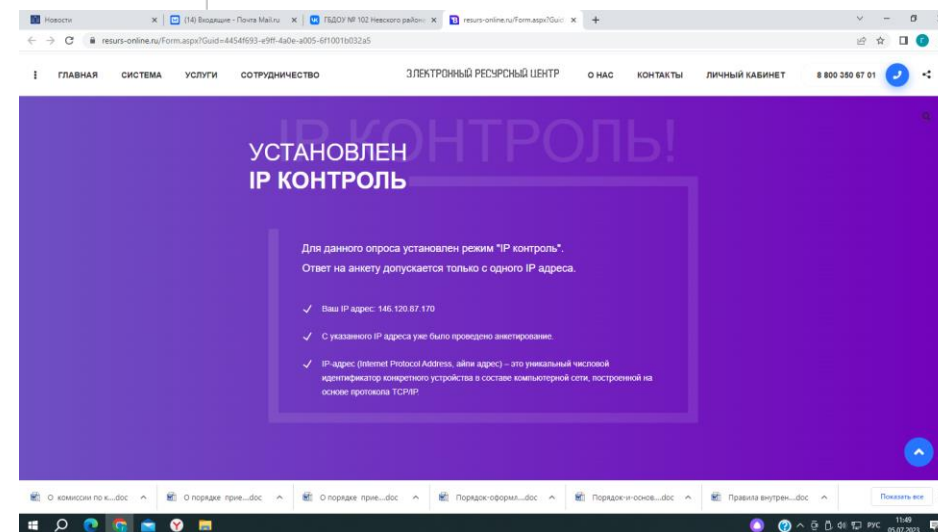 Новости
(14) Входящие - Почта Mail.ru
ГБДОУ № 102 Невского района
resurs-online.ru/Form.aspx?Guid
resurs-online.ru/Form.aspx?Guid=4454f693-e9ff-4a0e-a005-6f1001b032a5
ГЛАВНАЯ СИСТЕМА УСЛУГИ СОТРУДНИЧЕСТВО ЭЛЕКТРОННЫЙ РЕСУРСНЫЙ ЦЕНТР О НАС КОНТАКТЫ ЛИЧНЫЙ КАБИНЕТ 8 800 350 67 01
IP КОНТРОЛЬ!
УСТАНОВЛЕН
IP КОНТРОЛЬ
Для данного опроса установлен режим "IP контроль".
Ответ на анкету допускается только с одного IP адреса.
Ваш IP адрес: 146.120.87.170
С указанного IP адреса уже было проведено анкетирование.
IP-адрес (Internet Protocol Address, айпи адрес) – это уникальный числовой
идентификатор конкретного устройства в составе компьютерной сети, построенной на
основе протокола TCP/IP.
О комиссии по к....doc О порядке прие....doc О порядке прие....doc Порядок-оформл....doc Порядок-и-основ....doc Правила внутрен....doc Показать все
РУС 11:49
05.07.2023